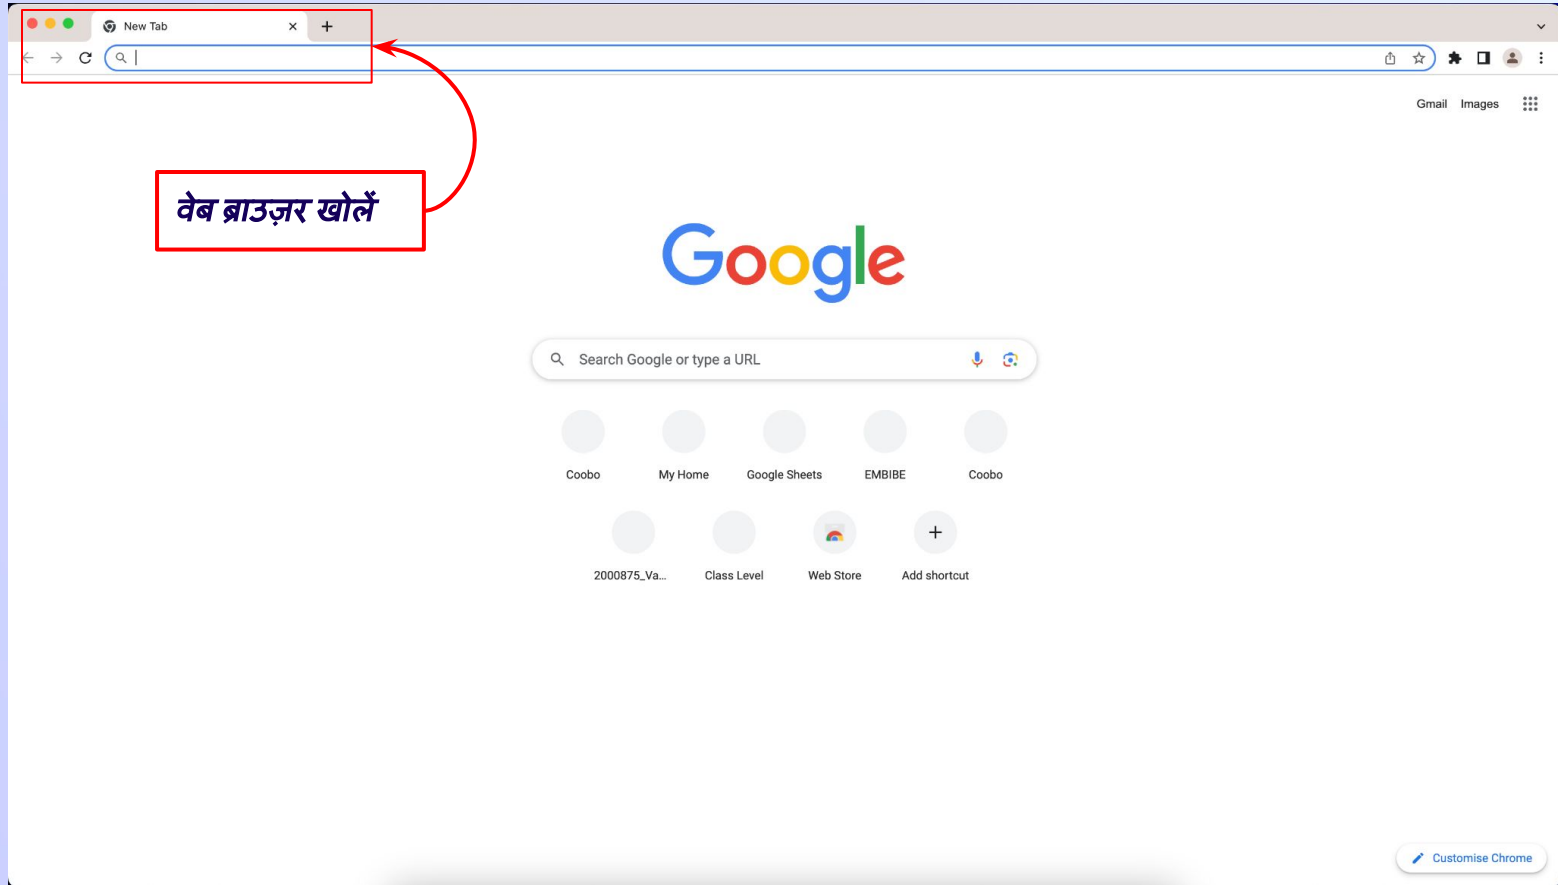 New Tab
Gmail Images
वेब ब्राउज़र खोलें
Google
Search Google or type a URL
Coobo My Home Google Sheets EMBIBE Coobo
2000875_Va... Class Level Web Store Add shortcut
Customise Chrome